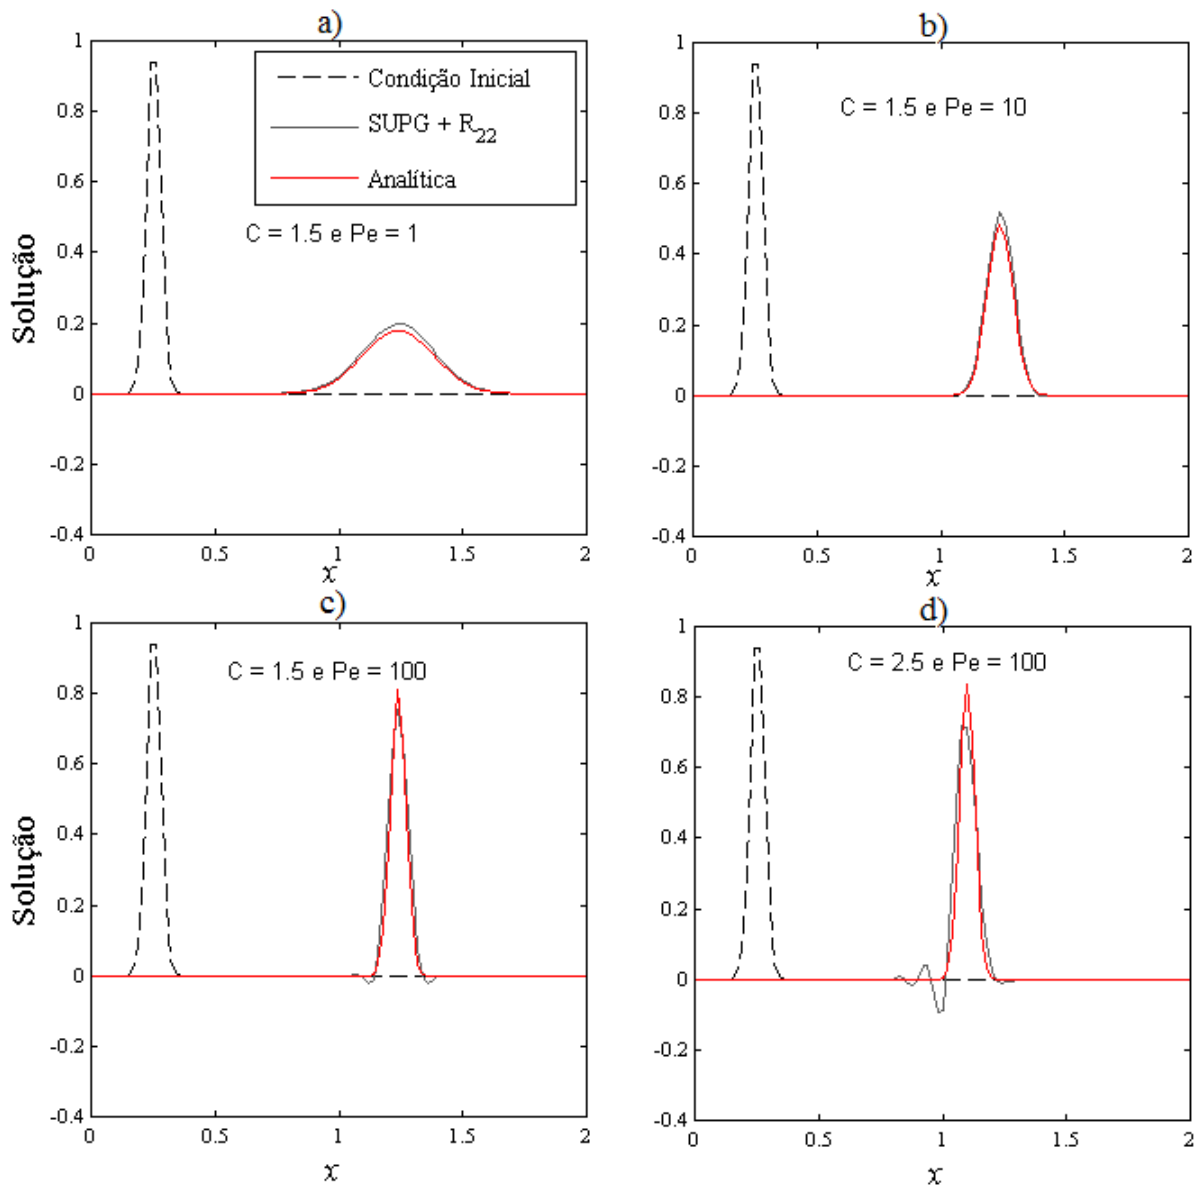 a)
1
0.8
0.6
0.4
0.2
0
-0.2
-0.4
Solução
Condição Inicial
SUPG + R22
Analítica
C = 1.5 e Pe = 1
0 0.5 1 1.5 2
x
b)
1
0.8
0.6
0.4
0.2
0
-0.2
-0.4
C = 1.5 e Pe = 10
0 0.5 1 1.5 2
x
c)
1
0.8
0.6
0.4
0.2
0
-0.2
-0.4
Solução
C = 1.5 e Pe = 100
0 0.5 1 1.5 2
x
d)
1
0.8
0.6
0.4
0.2
0
-0.2
-0.4
C = 2.5 e Pe = 100
0 0.5 1 1.5 2
x